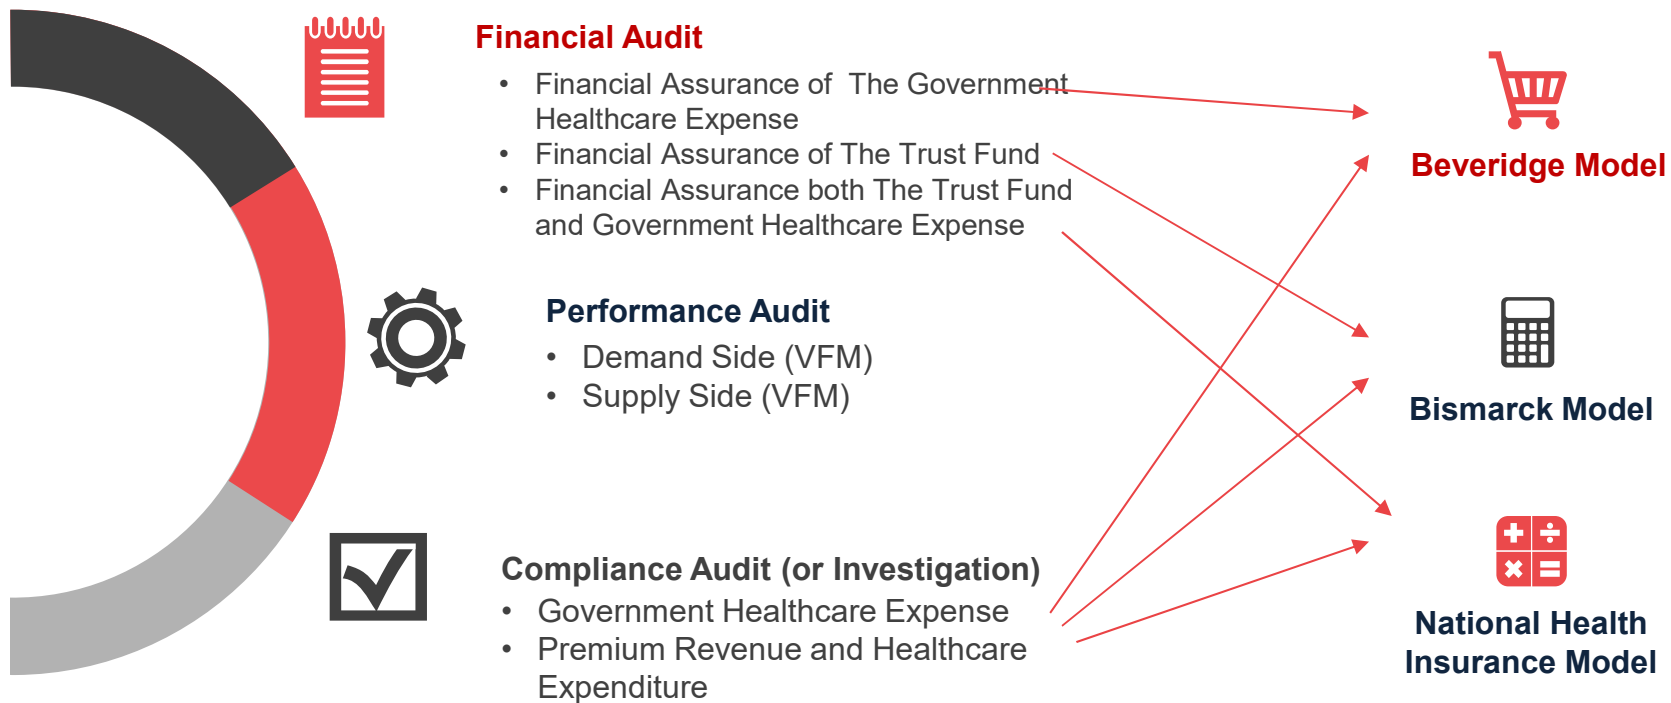 Financial Audit
• Financial Assurance of The Government
Healthcare Expense
• Financial Assurance of The Trust Fund
• Financial Assurance both The Trust Fund
and Government Healthcare Expense
Performance Audit
• Demand Side (VFM)
• Supply Side (VFM)
Compliance Audit (or Investigation)
• Government Healthcare Expense
• Premium Revenue and Healthcare
Expenditure
Beveridge Model
Bismarck Model
National Health
Insurance Model